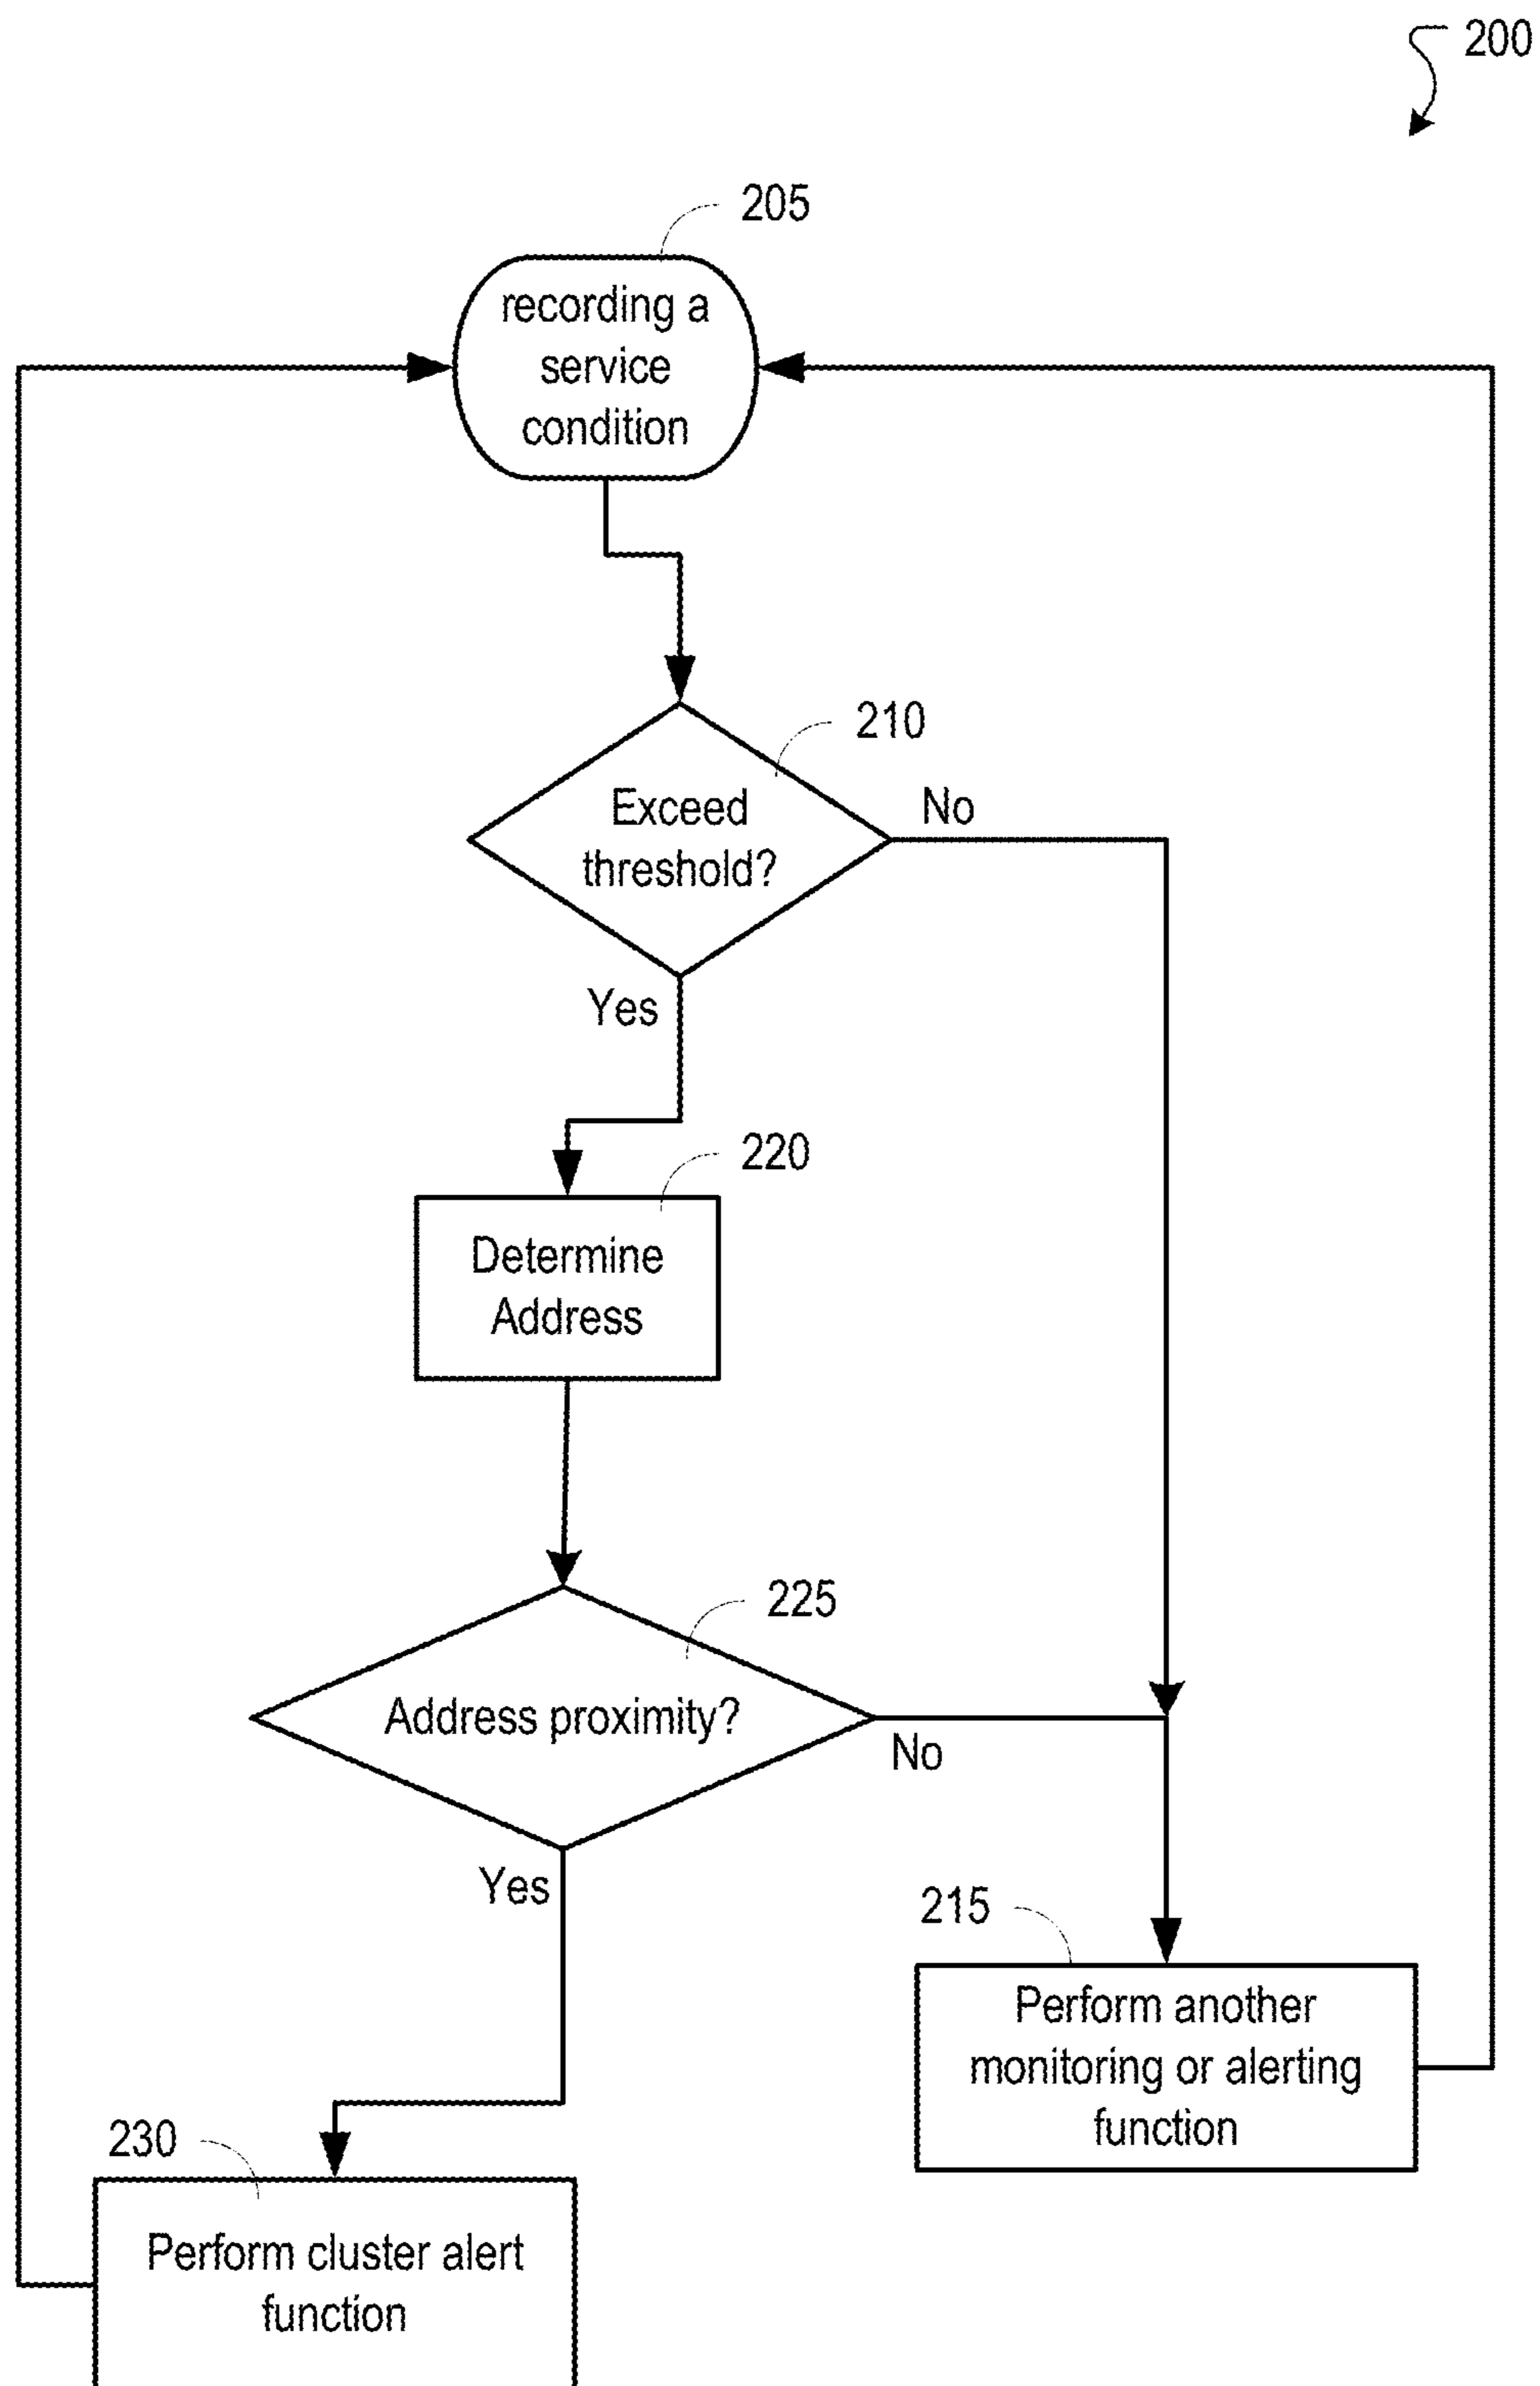 200
205
recording a
service
condition
210
Exceed
threshold?
No
Yes
220
Determine
Address
225
Address proximity?
No
Yes
215
Perform another
monitoring or alerting
function
230
Perform cluster alert
function